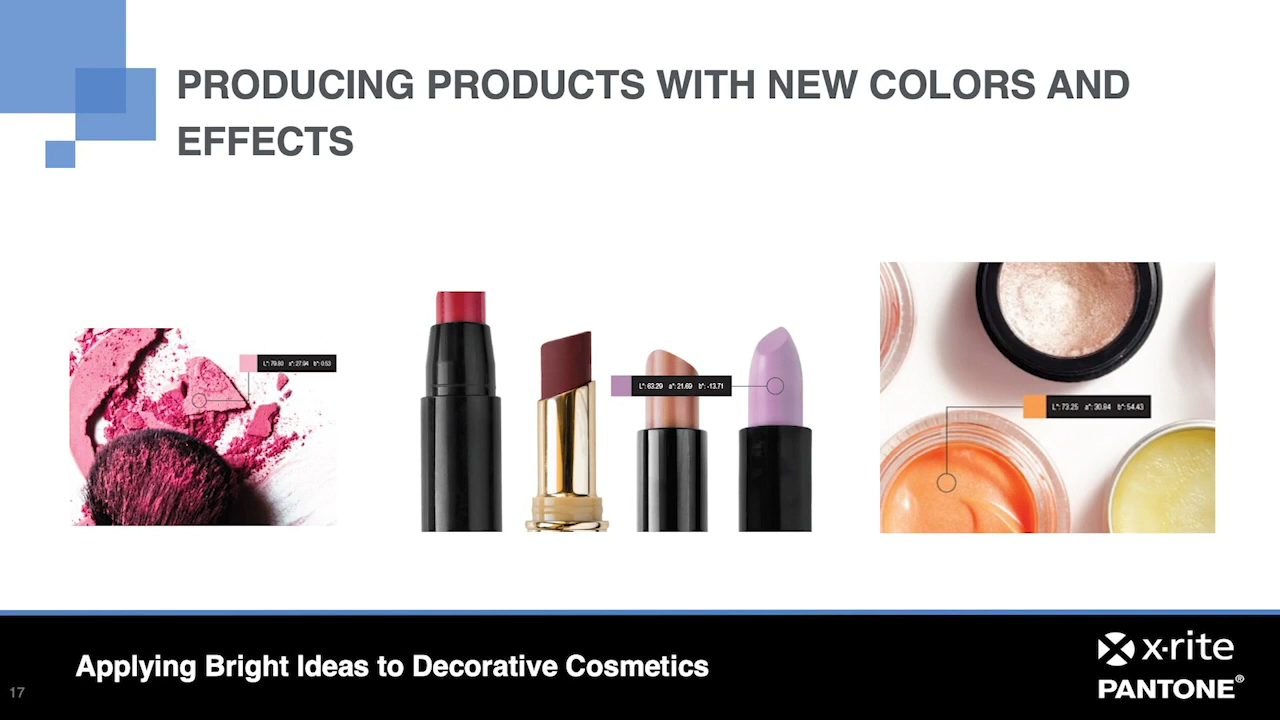 PRODUCING PRODUCTS WITH NEW COLORS AND
EFFECTS
L*: 79.80 a*: 27.64 b*: 0.53
L*: 63.29 a*: 21.69 b*: -13.71
L*: 73.25 a*: 30.84 b*: 54.43
Applying Bright Ideas to Decorative Cosmetics
x·rite
PANTONE®
17